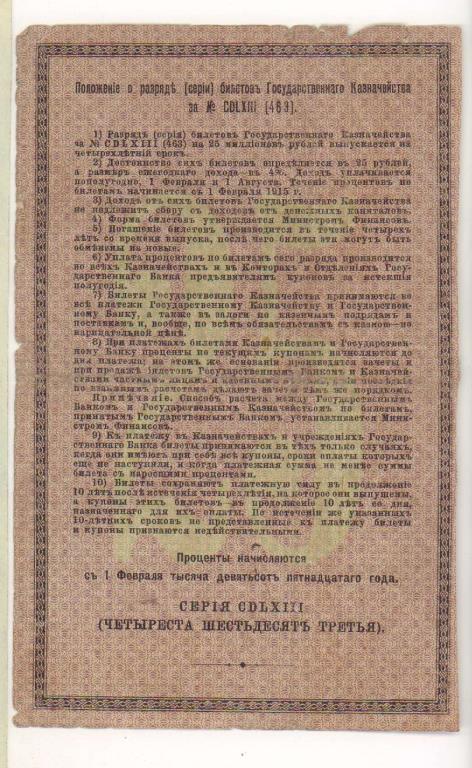 Положеніе о разрядѣ (серіи) билетовъ Государственнаго Казначейства
за № CDLXIII (463).
1) Разрядъ (серія) билетовъ Государственнаго Казначейства
за № CDLXIII (463) на 25 милліоновъ рублей выпускается на
четырехлѣтній срокъ.
2) Достоинство сихъ билетовъ опредѣляется въ 25 рублей,
а размѣръ ежегоднаго дохода—въ 4%. Доходъ уплачивается
пополугодно, 1 Февраля и 1 Августа. Теченіе процентовъ по
билетамъ начинается съ 1 Февраля 1915 г.
3) Доходъ отъ сихъ билетовъ Государственнаго Казначейства
не подлежитъ сбору съ доходовъ отъ денежныхъ капиталовъ.
4) Форма билетовъ утверждается Министромъ Финансовъ.
5) Погашеніе билетовъ производится въ теченіе четырехъ
лѣтъ со времени выпуска, послѣ чего билеты эти могутъ быть
обмѣнены на новые.
6) Уплата процентовъ по билетамъ сего разряда производится
во всѣхъ Казначействахъ и въ Конторахъ и Отдѣленіяхъ Госу-
дарственнаго Банка предъявителямъ купоновъ за истекшія
полугодія.
7) Билеты Государственнаго Казначейства принимаются во
всѣ платежи Государственному Казначейству и Государствен-
ному Банку, а также въ залоги по казеннымъ подрядамъ и
поставкамъ и, вообще, по всѣмъ обязательствамъ съ казною—по
нарицательной цѣнѣ.
8) При платежахъ билетами Казначействамъ и Государствен-
ному Банку проценты по текущимъ купонамъ начисляются до
дня платежа; на этомъ же основаніи производятся зачеты и
при продажѣ билетовъ Государственнымъ Банкомъ и Казначей-
ствами частнымъ лицамъ и казеннымъ
по взаимнымъ расчетамъ дѣлаютъ зачеты тѣмъ же порядкомъ.
Примѣчаніе. Способъ расчета между Государственнымъ
Банкомъ и Государственнымъ Казначействомъ по билетамъ,
принятымъ Государственнымъ Банкомъ, устанавливается Мини-
стромъ Финансовъ.
9) Къ платежу въ Казначействахъ и учрежденіяхъ Государ-
ственнаго Банка билеты принимаются въ тѣхъ только случаяхъ,
когда они имѣютъ при себѣ всѣ купоны, сроки оплаты которыхъ
еще не наступили, и когда платежная сумма не менѣе суммы
билета съ наросшими процентами.
10) Билеты сохраняютъ платежную силу въ продолженіе
10 лѣтъ послѣ истеченія четырехлѣтія, на которое они выпущены,
а купоны этихъ билетовъ въ продолженіе 10 лѣтъ со дня,
назначеннаго для ихъ оплаты. По истеченіи же указанныхъ
10-лѣтнихъ сроковъ не представленные къ платежу билеты
и купоны признаются недѣйствительными.
Проценты начисляются
съ 1 Февраля тысяча девятьсотъ пятнадцатаго года.
СЕРІЯ CDLXIII
(ЧЕТЫРЕСТА ШЕСТЬДЕСЯТЪ ТРЕТЬЯ).